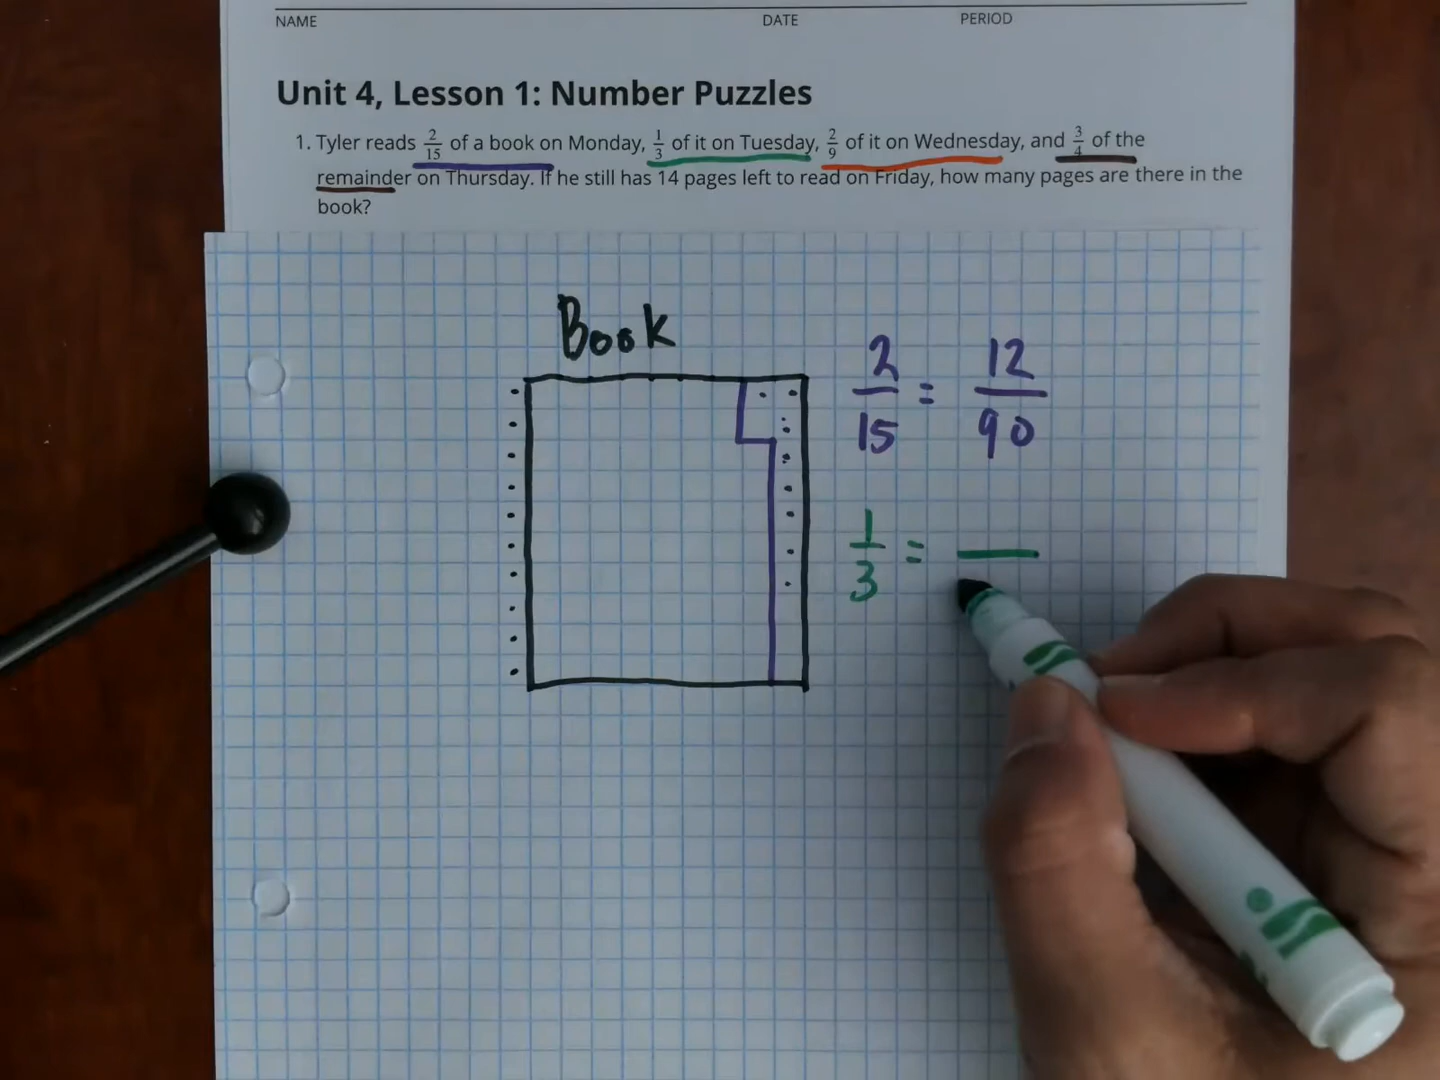 NAME DATE PERIOD
Unit 4, Lesson 1: Number Puzzles
1. Tyler reads 2/15 of a book on Monday, 1/3 of it on Tuesday, 2/9 of it on Wednesday, and 3/4 of the
remainder on Thursday. If he still has 14 pages left to read on Friday, how many pages are there in the
book?
Book
2/15 = 12/90
1/3 =